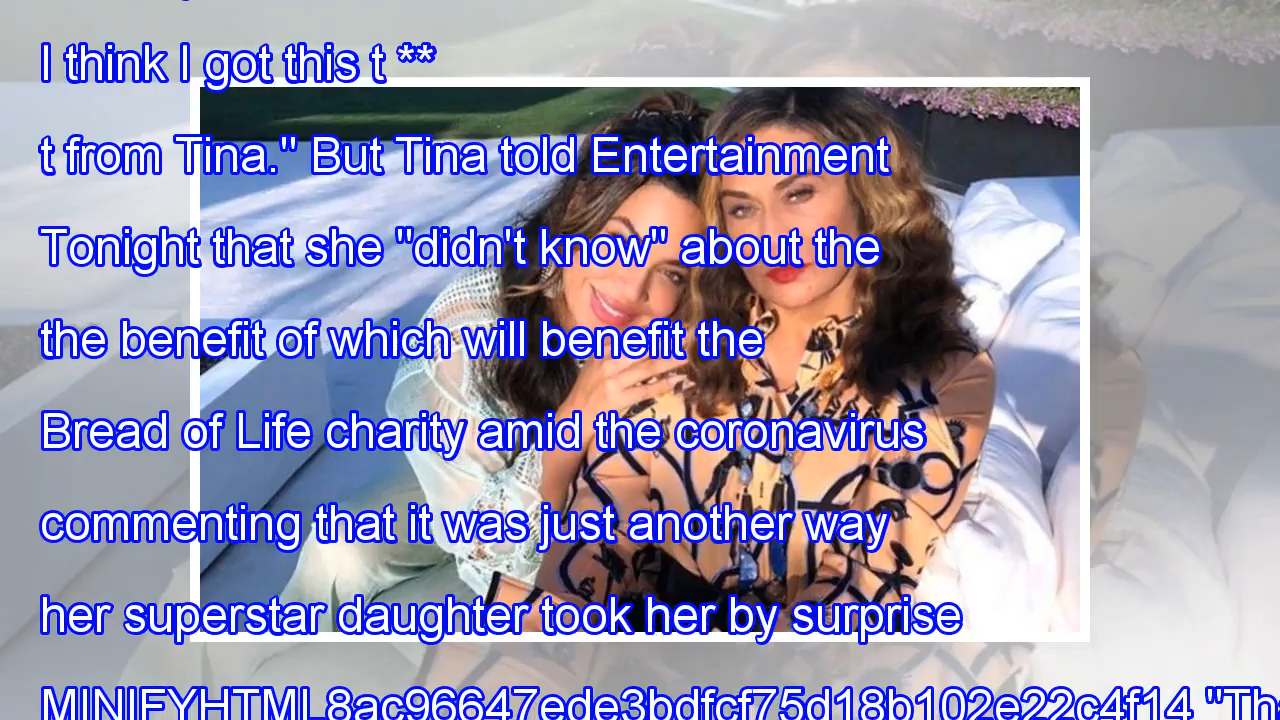 I think I got this t **
t from Tina." But Tina told Entertainment
Tonight that she "didn't know" about the
the benefit of which will benefit the
Bread of Life charity amid the coronavirus
commenting that it was just another way
her superstar daughter took her by surprise
MINIFYHTML8ac96647ede3bdfcf75d18b102e22c4f14 "Th